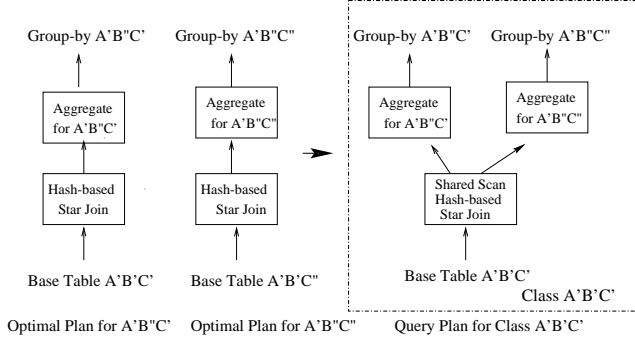 Group-by A'B"C'
Aggregate
for A'B"C'
Hash-based
Star Join
Base Table A'B'C'
Optimal Plan for A'B"C'
Group-by A'B"C"
Aggregate
for A'B"C"
Hash-based
Star Join
Base Table A'B'C"
Optimal Plan for A'B"C"
Group-by A'B"C'
Group-by A'B"C"
Aggregate
for A'B"C'
Aggregate
for A'B"C"
Shared Scan
Hash-based
Star Join
Base Table A'B'C'
Class A'B'C'
Query Plan for Class A'B'C'